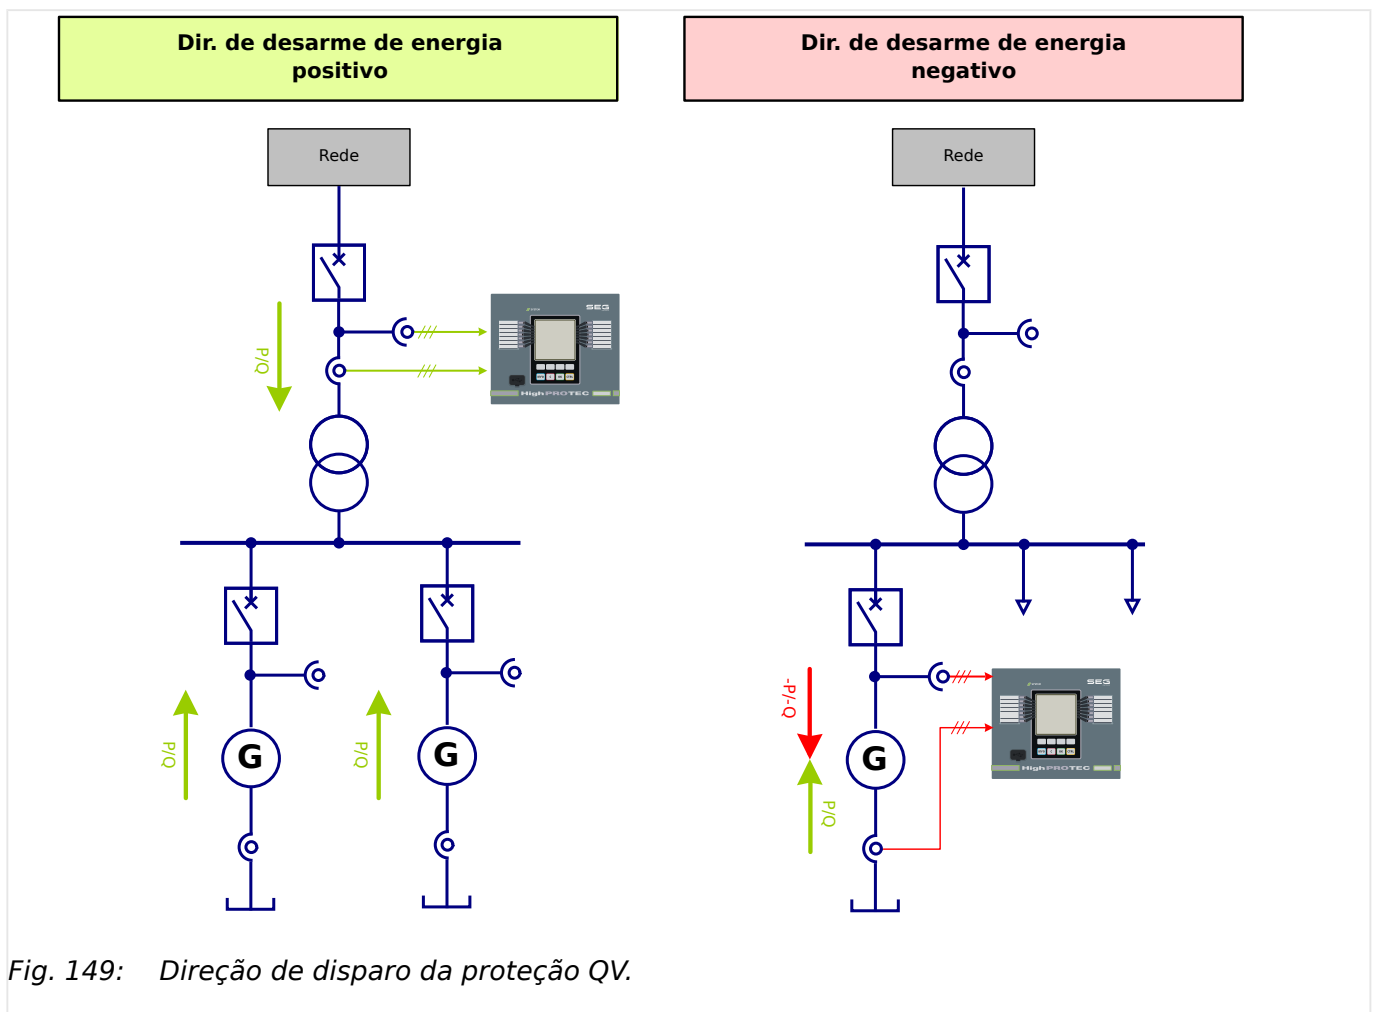 Dir. de desarme de energia
positivo
Dir. de desarme de energia
negativo
Rede
Rede
P/Q
SEG
HighPROTEC
P/Q
G
P/Q
G
-P/-Q
P/Q
G
SEG
HighPROTEC
Fig. 149: Direção de disparo da proteção QV.